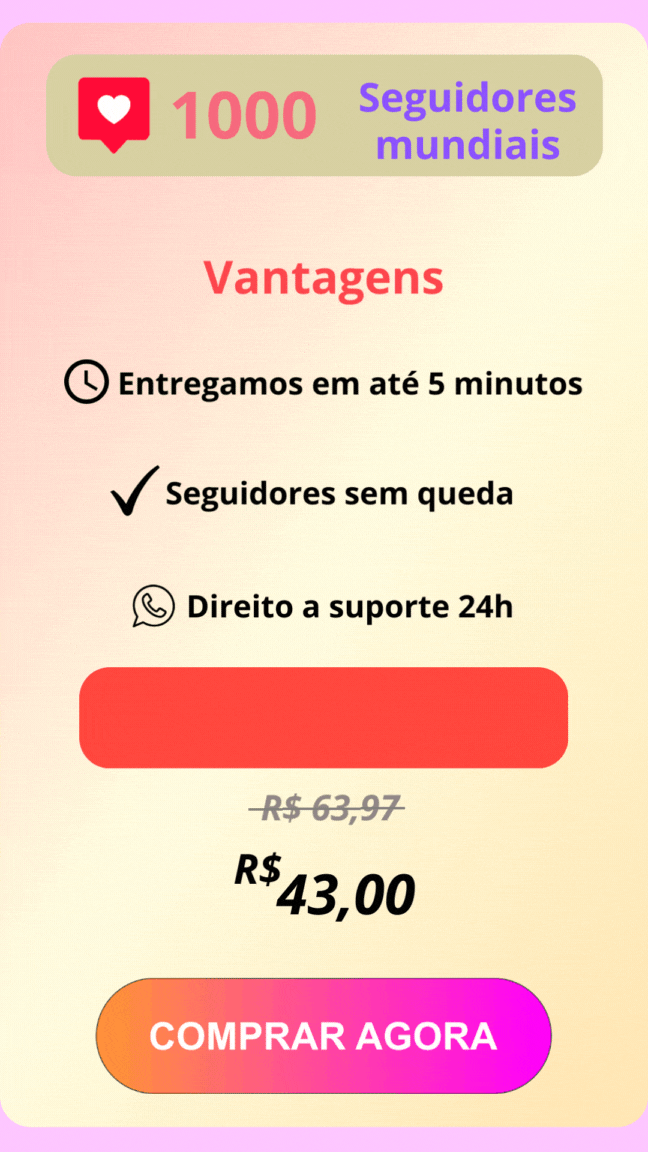 1000
Seguidores
mundiais
Vantagens
Entregamos em até 5 minutos
Seguidores sem queda
Direito a suporte 24h
R$ 63,97
R$ 43,00
COMPRAR AGORA